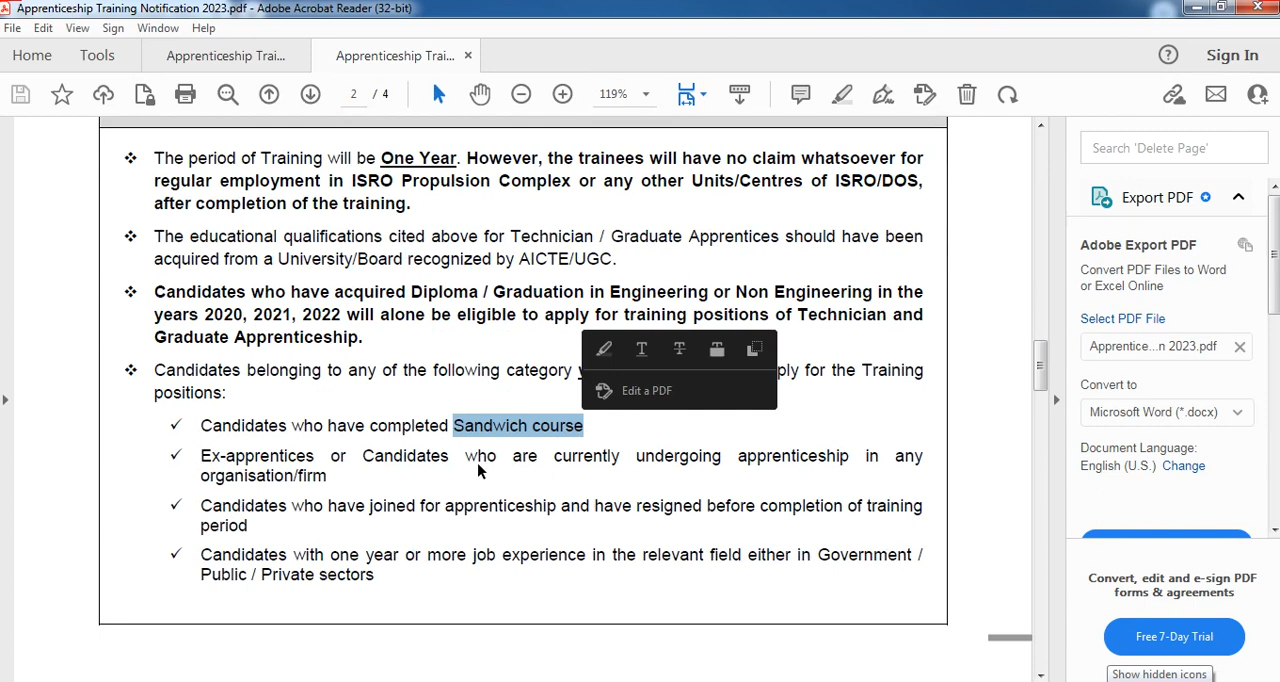 Apprenticeship Training Notification 2023.pdf - Adobe Acrobat Reader (32-bit)
File Edit View Sign Window Help
Home Tools Apprenticeship Trai... Apprenticeship Trai... × Sign In
2 / 4 119%
The period of Training will be One Year. However, the trainees will have no claim whatsoever for
regular employment in ISRO Propulsion Complex or any other Units/Centres of ISRO/DOS,
after completion of the training.
The educational qualifications cited above for Technician / Graduate Apprentices should have been
acquired from a University/Board recognized by AICTE/UGC.
Candidates who have acquired Diploma / Graduation in Engineering or Non Engineering in the
years 2020, 2021, 2022 will alone be eligible to apply for training positions of Technician and
Graduate Apprenticeship.
Candidates belonging to any of the following category ply for the Training
positions:
Edit a PDF
Candidates who have completed Sandwich course
Ex-apprentices or Candidates who are currently undergoing apprenticeship in any
organisation/firm
Candidates who have joined for apprenticeship and have resigned before completion of training
period
Candidates with one year or more job experience in the relevant field either in Government /
Public / Private sectors
Search 'Delete Page'
Export PDF
Adobe Export PDF
Convert PDF Files to Word
or Excel Online
Select PDF File
Apprentice...n 2023.pdf
Convert to
Microsoft Word (*.docx)
Document Language:
English (U.S.) Change
Convert, edit and e-sign PDF
forms & agreements
Free 7-Day Trial
Show hidden icons